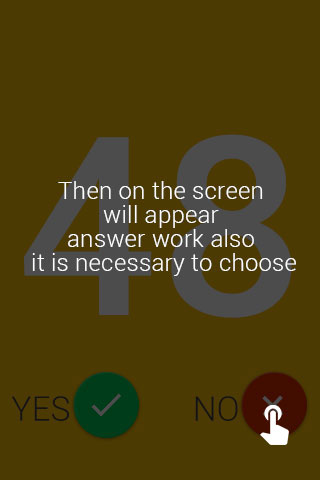 48
Then on the screen
will appear
answer work also
it is necessary to choose
YES NO